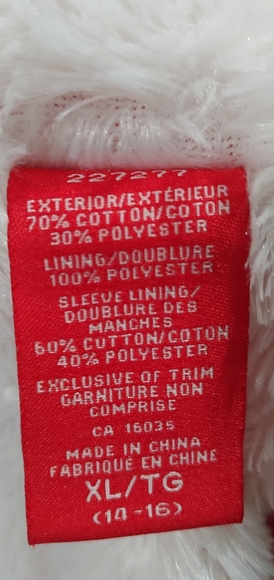 227277
EXTERIOR/EXTÉRIEUR
70% COTTON/COTON
30% POLYESTER
LINING/DOUBLURE
100% POLYESTER
SLEEVE LINING/
DOUBLURE DES
MANCHES
60% CUTTON/COTTON
40% POLYESTER
EXCLUSIVE OF TRIM
GARNITURE NON
COMPRISE
CA 16035
MADE IN CHINA
FABRIQUÉ EN CHINE
XL/TG
(14-16)